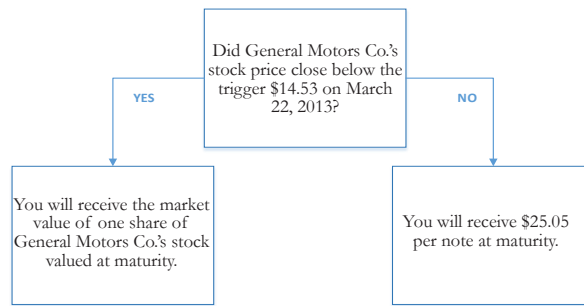 Did General Motors Co.'s
stock price close below the
trigger $14.53 on March
22, 2013?
YES
NO
You will receive the market
value of one share of
General Motors Co.'s stock
valued at maturity.
You will receive $25.05
per note at maturity.